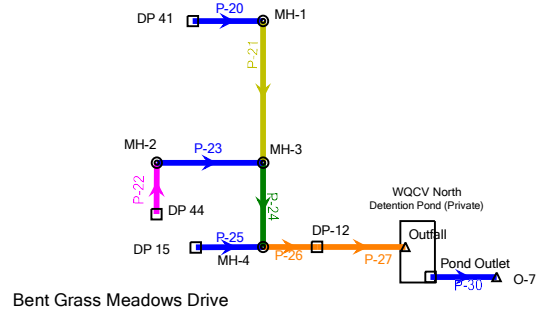 P-20
DP 41
MH-1
P-21
MH-2
P-23
MH-3
P-22
DP 44
P-24
WQCV North
Detention Pond (Private)
P-25
DP-12
Outfall
DP 15
MH-4
P-26
P-27
Pond Outlet
O-7
P-30
Bent Grass Meadows Drive